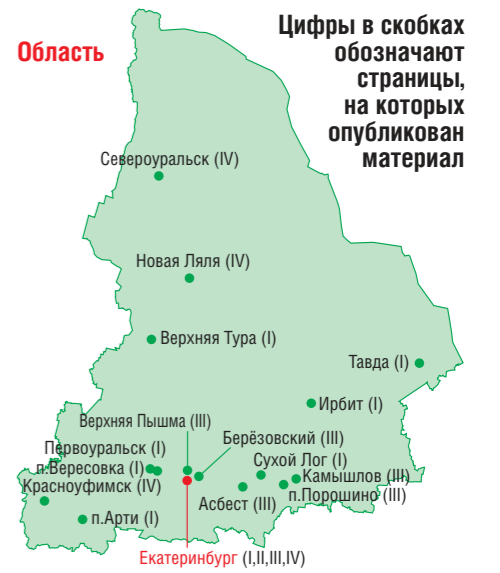 Область
Цифры в скобках
обозначают
страницы,
на которых
опубликован
материал
Североуральск (IV)
Новая Ляля (IV)
Верхняя Тура (I)
Тавда (I)
Ирбит (I)
Верхняя Пышма (III)
Берёзовский (III)
Первоуральск (I)
п.Вересовка (I)
Сухой Лог (I)
Камышлов (III)
Красноуфимск (IV)
п.Порошино (III)
Асбест (III)
п.Арти (I)
Екатеринбург (I,II,III,IV)